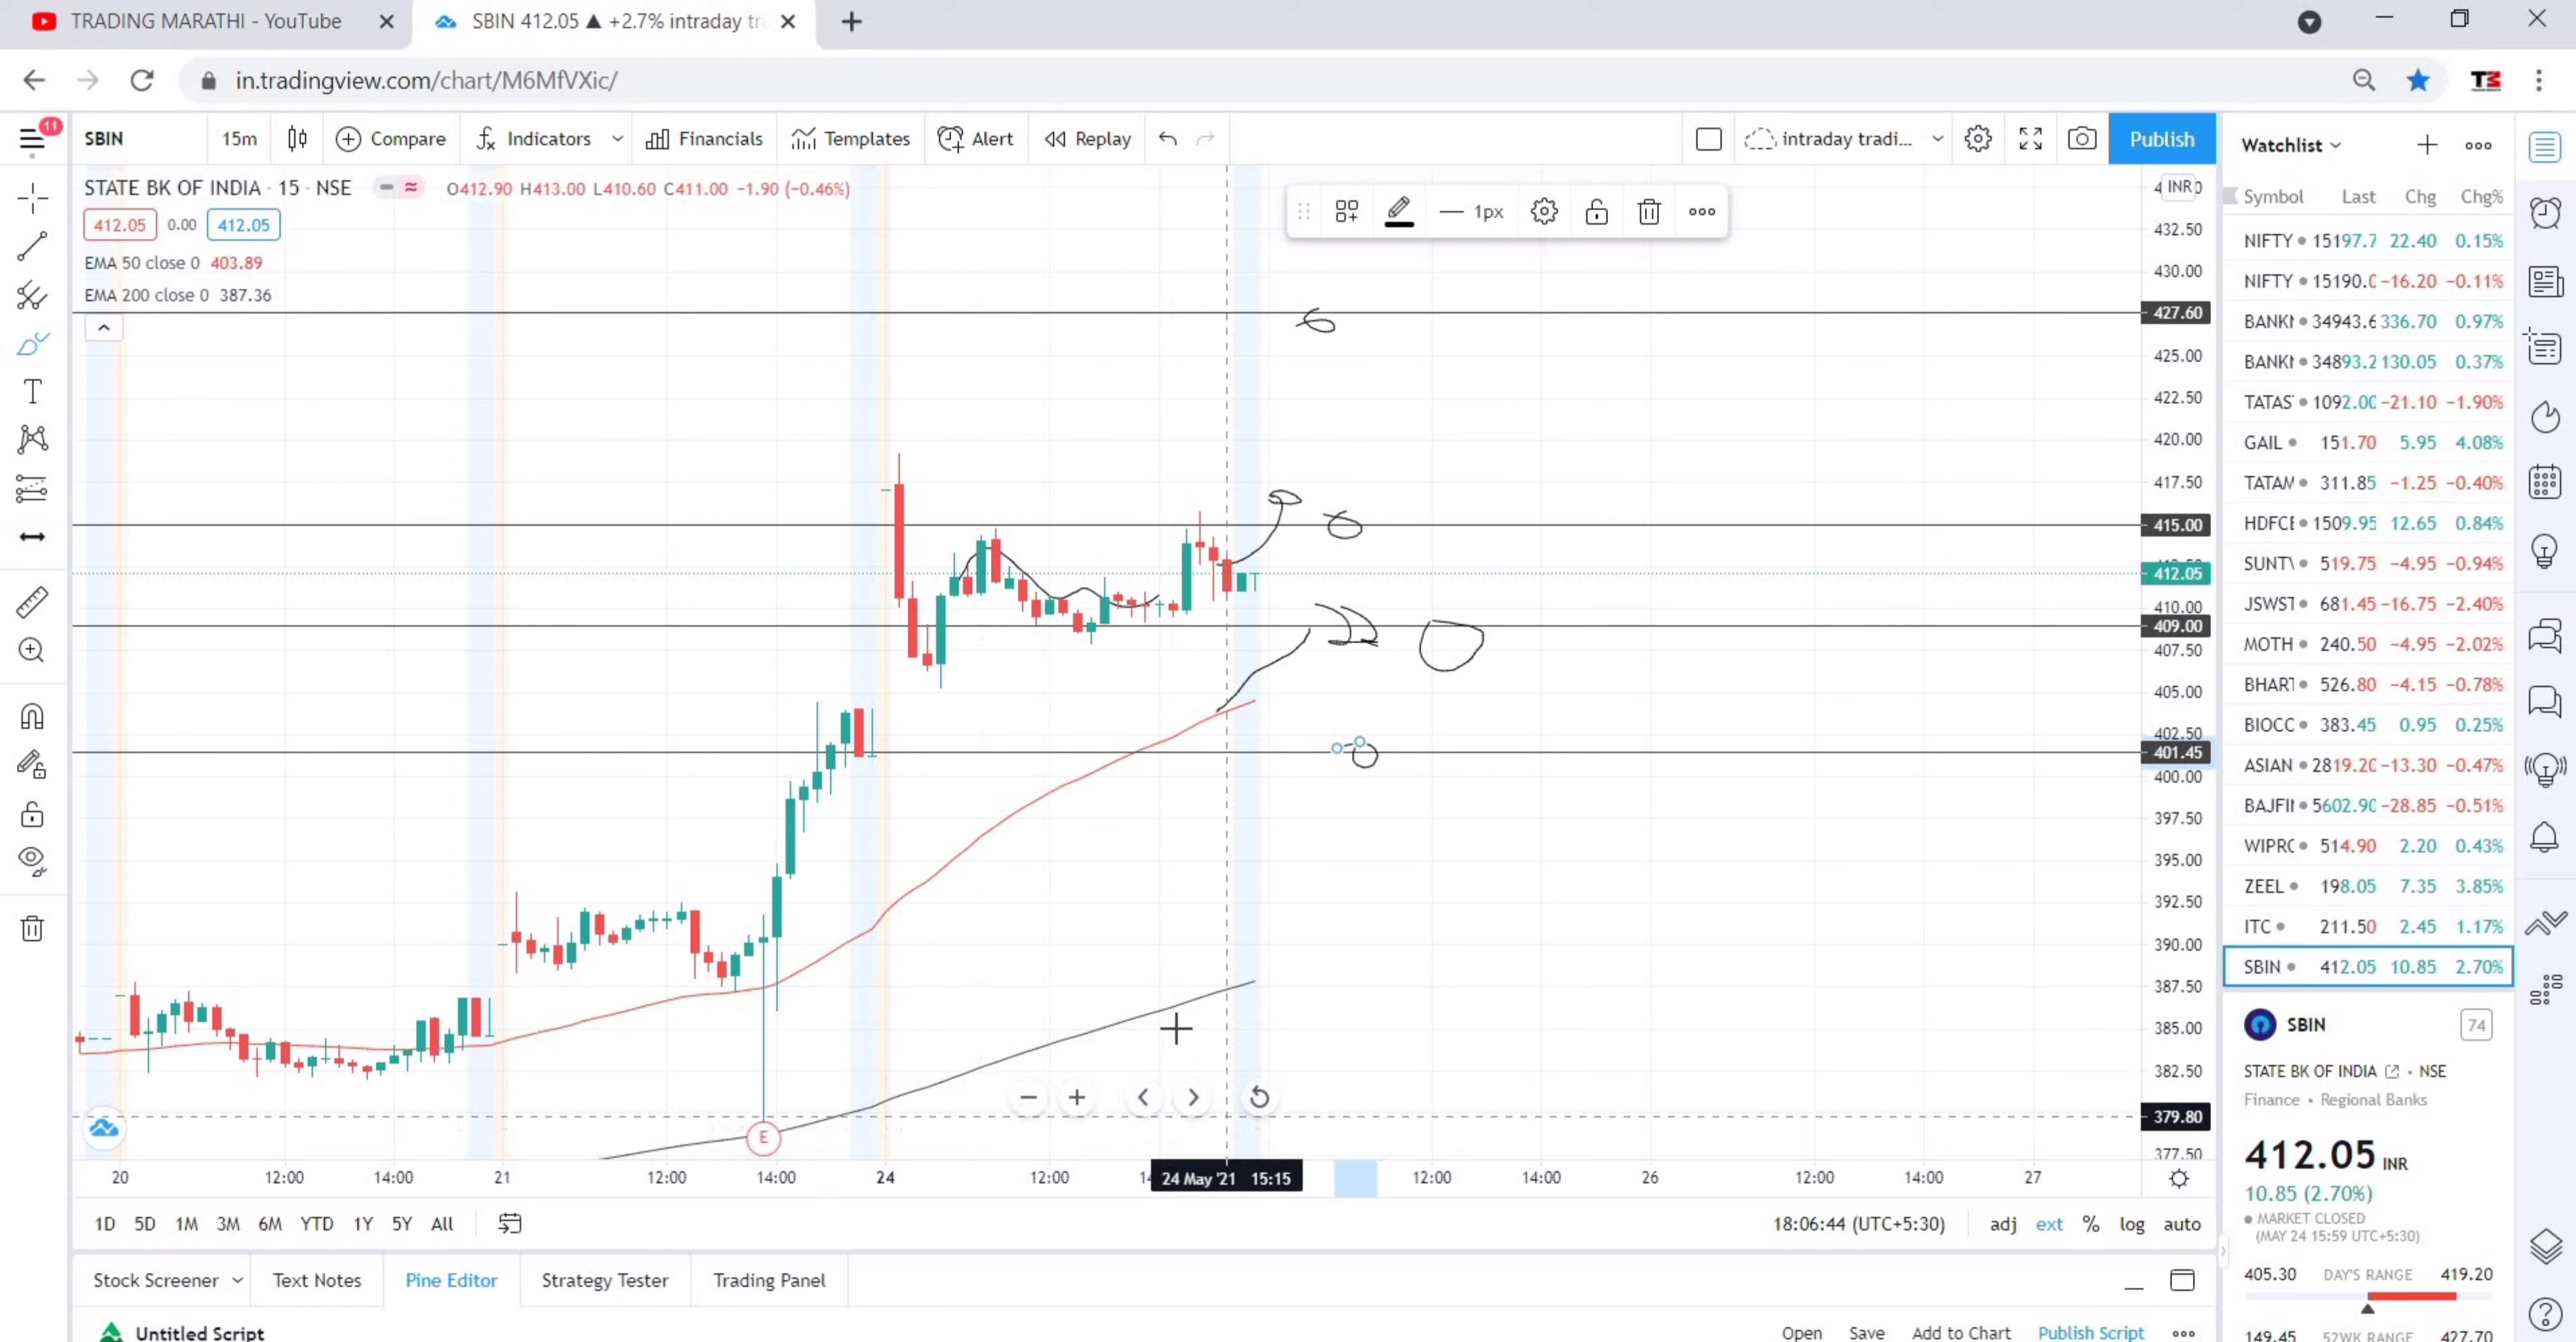 TRADING MARATHI - YouTube
SBIN 412.05 ▲ +2.7% intraday tr
in.tradingview.com/chart/M6MfVXic/
11
SBIN 15m Compare Indicators Financials Templates Alert Replay
intraday tradi... Publish
STATE BK OF INDIA · 15 · NSE O412.90 H413.00 L410.60 C411.00 −1.90 (−0.46%)
412.05 0.00 412.05
EMA 50 close 0 403.89
EMA 200 close 0 387.36
1px
INR
432.50
430.00
427.60
425.00
422.50
420.00
417.50
415.00
412.05
410.00
409.00
407.50
405.00
402.50
401.45
400.00
397.50
395.00
392.50
390.00
387.50
385.00
382.50
379.80
377.50
E
20 12:00 14:00 21 12:00 14:00 24 12:00 24 May '21 15:15 12:00 14:00 26 12:00 14:00 27
1D 5D 1M 3M 6M YTD 1Y 5Y All
18:06:44 (UTC+5:30) adj ext % log auto
Stock Screener Text Notes Pine Editor Strategy Tester Trading Panel
Untitled Script
Open Save Add to Chart Publish Script
Watchlist
Symbol Last Chg Chg%
NIFTY 15197.7 22.40 0.15%
NIFTY 15190.0 −16.20 −0.11%
BANKN 34943.6 336.70 0.97%
BANKN 34893.2 130.05 0.37%
TATAS 1092.00 −21.10 −1.90%
GAIL 151.70 5.95 4.08%
TATAM 311.85 −1.25 −0.40%
HDFCB 1509.95 12.65 0.84%
SUNTV 519.75 −4.95 −0.94%
JSWST 681.45 −16.75 −2.40%
MOTH 240.50 −4.95 −2.02%
BHART 526.80 −4.15 −0.78%
BIOCO 383.45 0.95 0.25%
ASIAN 2819.20 −13.30 −0.47%
BAJFIN 5602.90 −28.85 −0.51%
WIPRO 514.90 2.20 0.43%
ZEEL 198.05 7.35 3.85%
ITC 211.50 2.45 1.17%
SBIN 412.05 10.85 2.70%
SBIN 74
STATE BK OF INDIA • NSE
Finance • Regional Banks
412.05 INR
10.85 (2.70%)
MARKET CLOSED
(MAY 24 15:59 UTC+5:30)
405.30 DAY'S RANGE 419.20
149.45 52WK RANGE 427.70